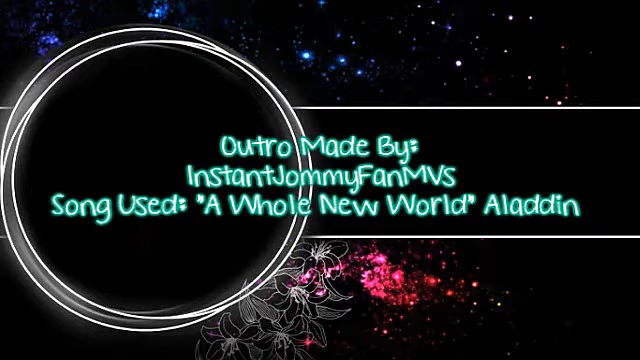 Outro Made By:
InstantJommyFanMVs
Song Used: "A Whole New World" Aladdin